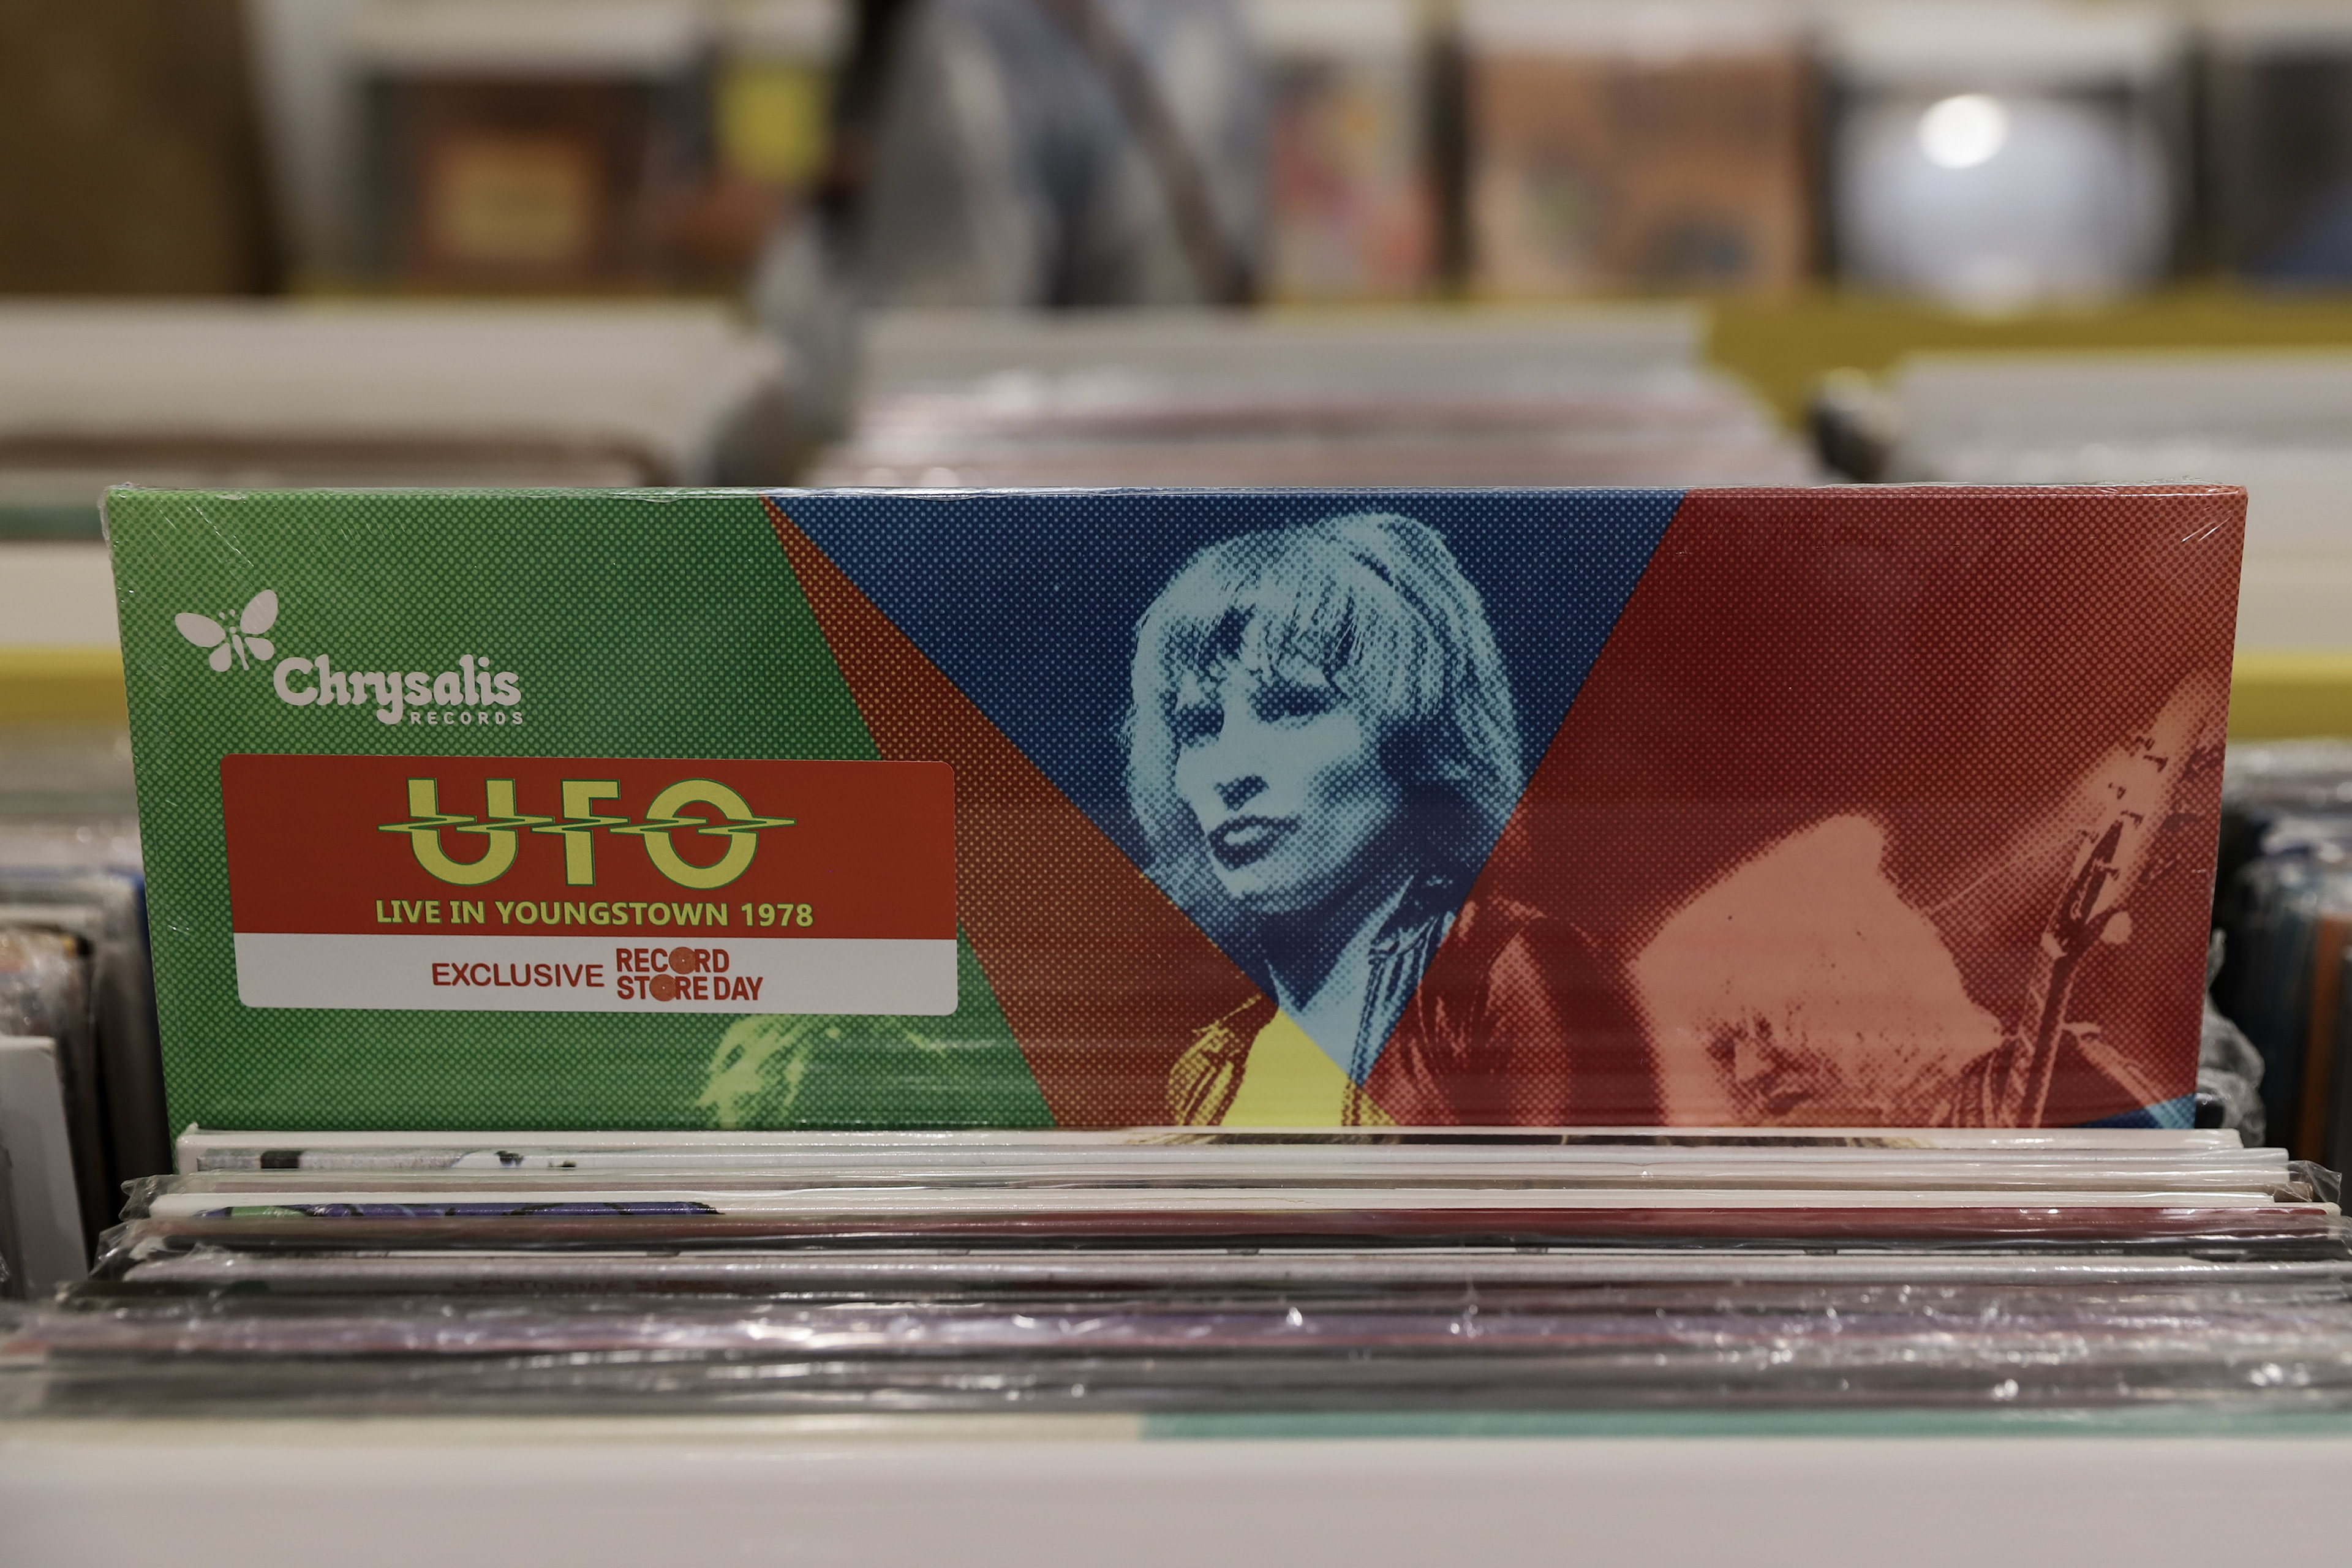 Chrysalis
RECORDS
UFO
LIVE IN YOUNGSTOWN 1978
EXCLUSIVE RECORD
STORE DAY